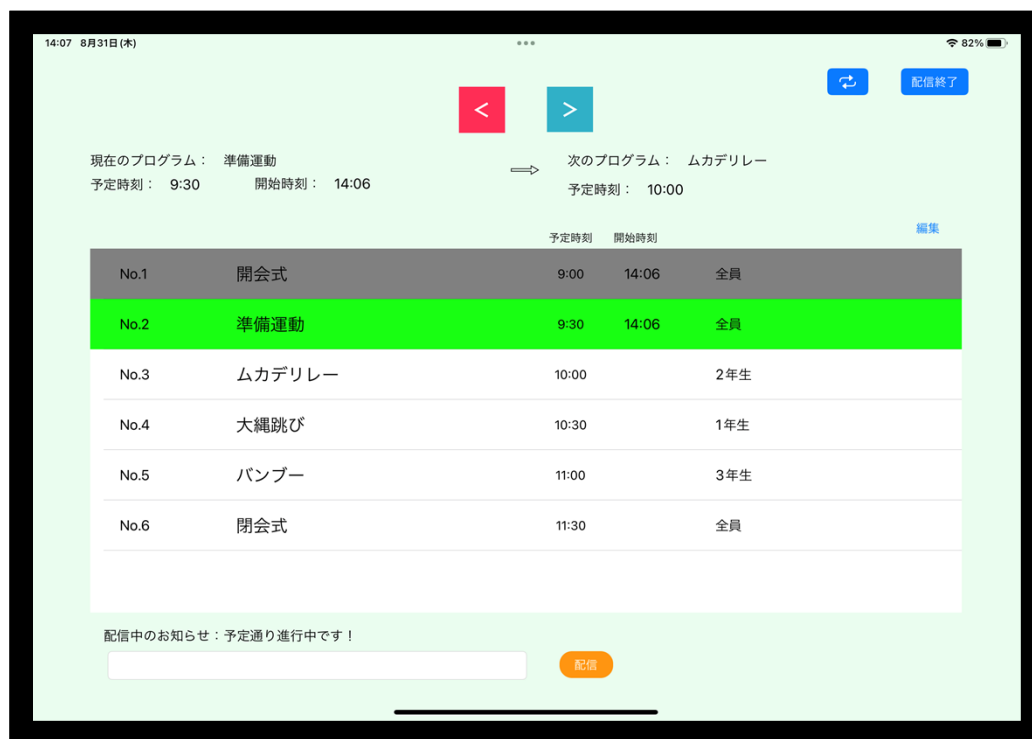 14:07 8月31日(木) 82%
配信終了
< >
現在のプログラム： 準備運動
予定時刻： 9:30 開始時刻： 14:06
次のプログラム： ムカデリレー
予定時刻： 10:00
編集
予定時刻 開始時刻
No.1 開会式 9:00 14:06 全員
No.2 準備運動 9:30 14:06 全員
No.3 ムカデリレー 10:00 2年生
No.4 大縄跳び 10:30 1年生
No.5 バンブー 11:00 3年生
No.6 閉会式 11:30 全員
配信中のお知らせ：予定通り進行中です！
配信